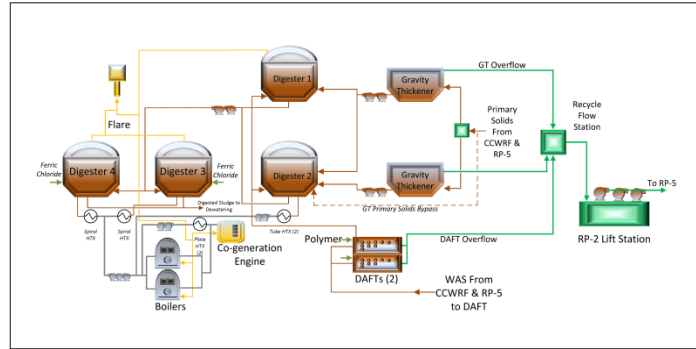 Digester 1
Gravity
Thickener
GT Overflow
Recycle
Flow
Station
Primary
Solids
From
CCWRF &
RP-5
Flare
Ferric
Chloride
Digester 4
Digester 3
Ferric
Chloride
Digester 2
Gravity
Thickener
To RP-5
Digested Sludge to
Dewatering
GT Primary Solids Bypass
Spiral
HTX
Spiral
HTX
Plate
HTX
(2)
Tube HTX (2)
Co-generation
Engine
Polymer
DAFT Overflow
RP-2 Lift Station
DAFTs (2)
Boilers
WAS From
CCWRF & RP-5
to DAFT